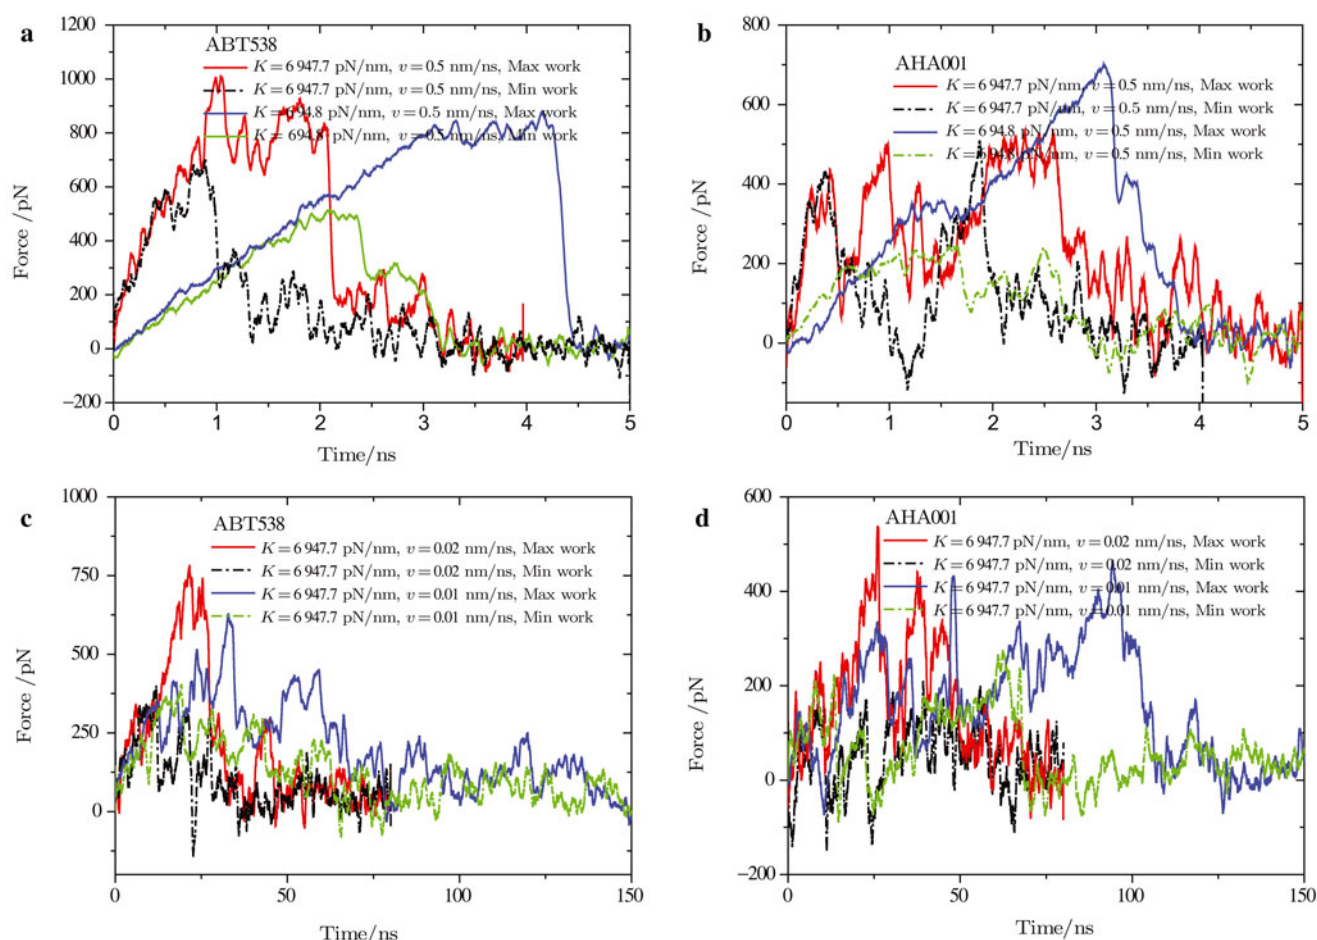 a
ABT538
K = 6 947.7 pN/nm, v = 0.5 nm/ns, Max work
K = 6 947.7 pN/nm, v = 0.5 nm/ns, Min work
K = 6 94.8 pN/nm, v = 0.5 nm/ns, Max work
K = 694.8 pN/nm, v = 0.5 nm/ns, Min work
1200
1000
800
600
400
200
0
−200
Force /pN
0 1 2 3 4 5
Time/ns
b
AHA001
K = 6 947.7 pN/nm, v = 0.5 nm/ns, Max work
K = 6 947.7 pN/nm, v = 0.5 nm/ns, Min work
K = 6 94.8 pN/nm, v = 0.5 nm/ns, Max work
K = 694.8 pN/nm, v = 0.5 nm/ns, Min work
800
600
400
200
0
Force /pN
0 1 2 3 4 5
Time/ns
c
ABT538
K = 6 947.7 pN/nm, v = 0.02 nm/ns, Max work
K = 6 947.7 pN/nm, v = 0.02 nm/ns, Min work
K = 6 947.7 pN/nm, v = 0.01 nm/ns, Max work
K = 6 947.7 pN/nm, v = 0.01 nm/ns, Min work
1000
750
500
250
0
Force /pN
0 50 100 150
Time/ns
d
AHA001
K = 6 947.7 pN/nm, v = 0.02 nm/ns, Max work
K = 6 947.7 pN/nm, v = 0.02 nm/ns, Min work
K = 6 947.7 pN/nm, v = 0.01 nm/ns, Max work
K = 6 947.7 pN/nm, v = 0.01 nm/ns, Min work
600
400
200
0
−200
Force /pN
0 50 100 150
Time/ns